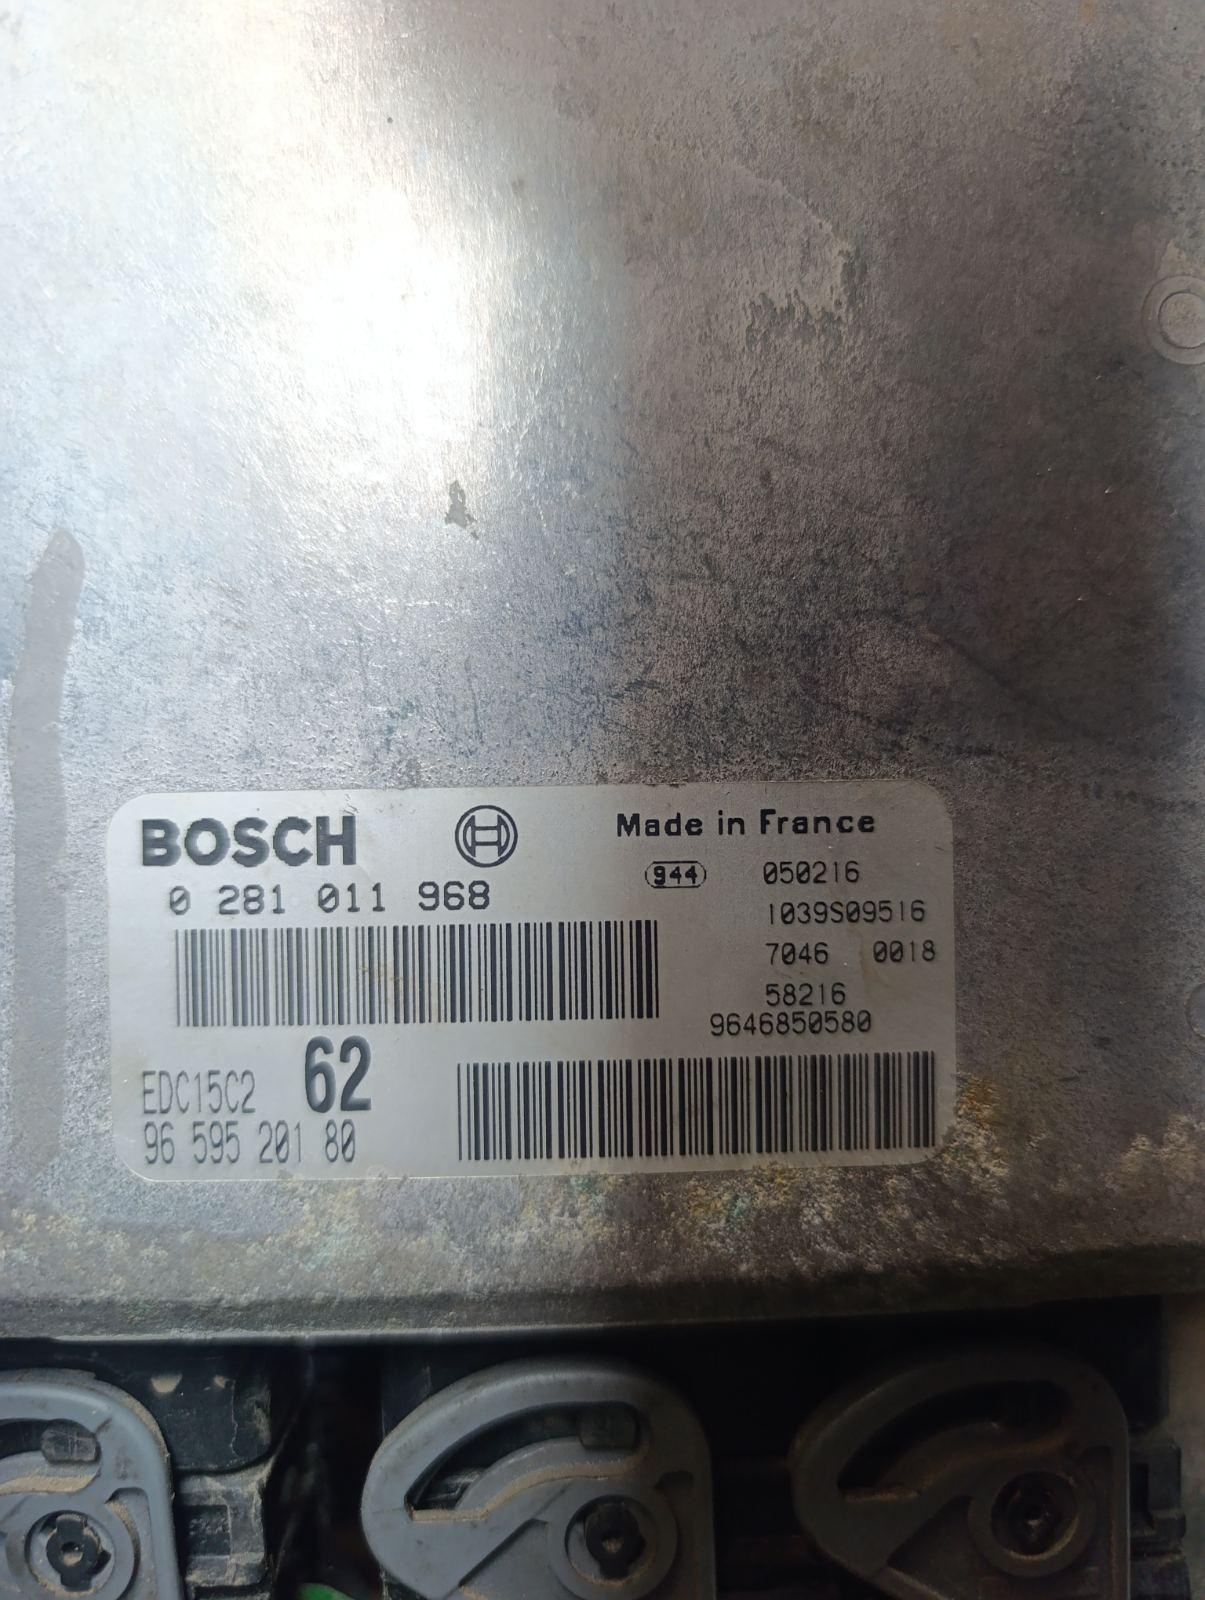 BOSCH
Made in France
0 281 011 968
944 050216
1039S09516
7046 0018
58216
9646850580
EDC15C2 62
96 595 201 80